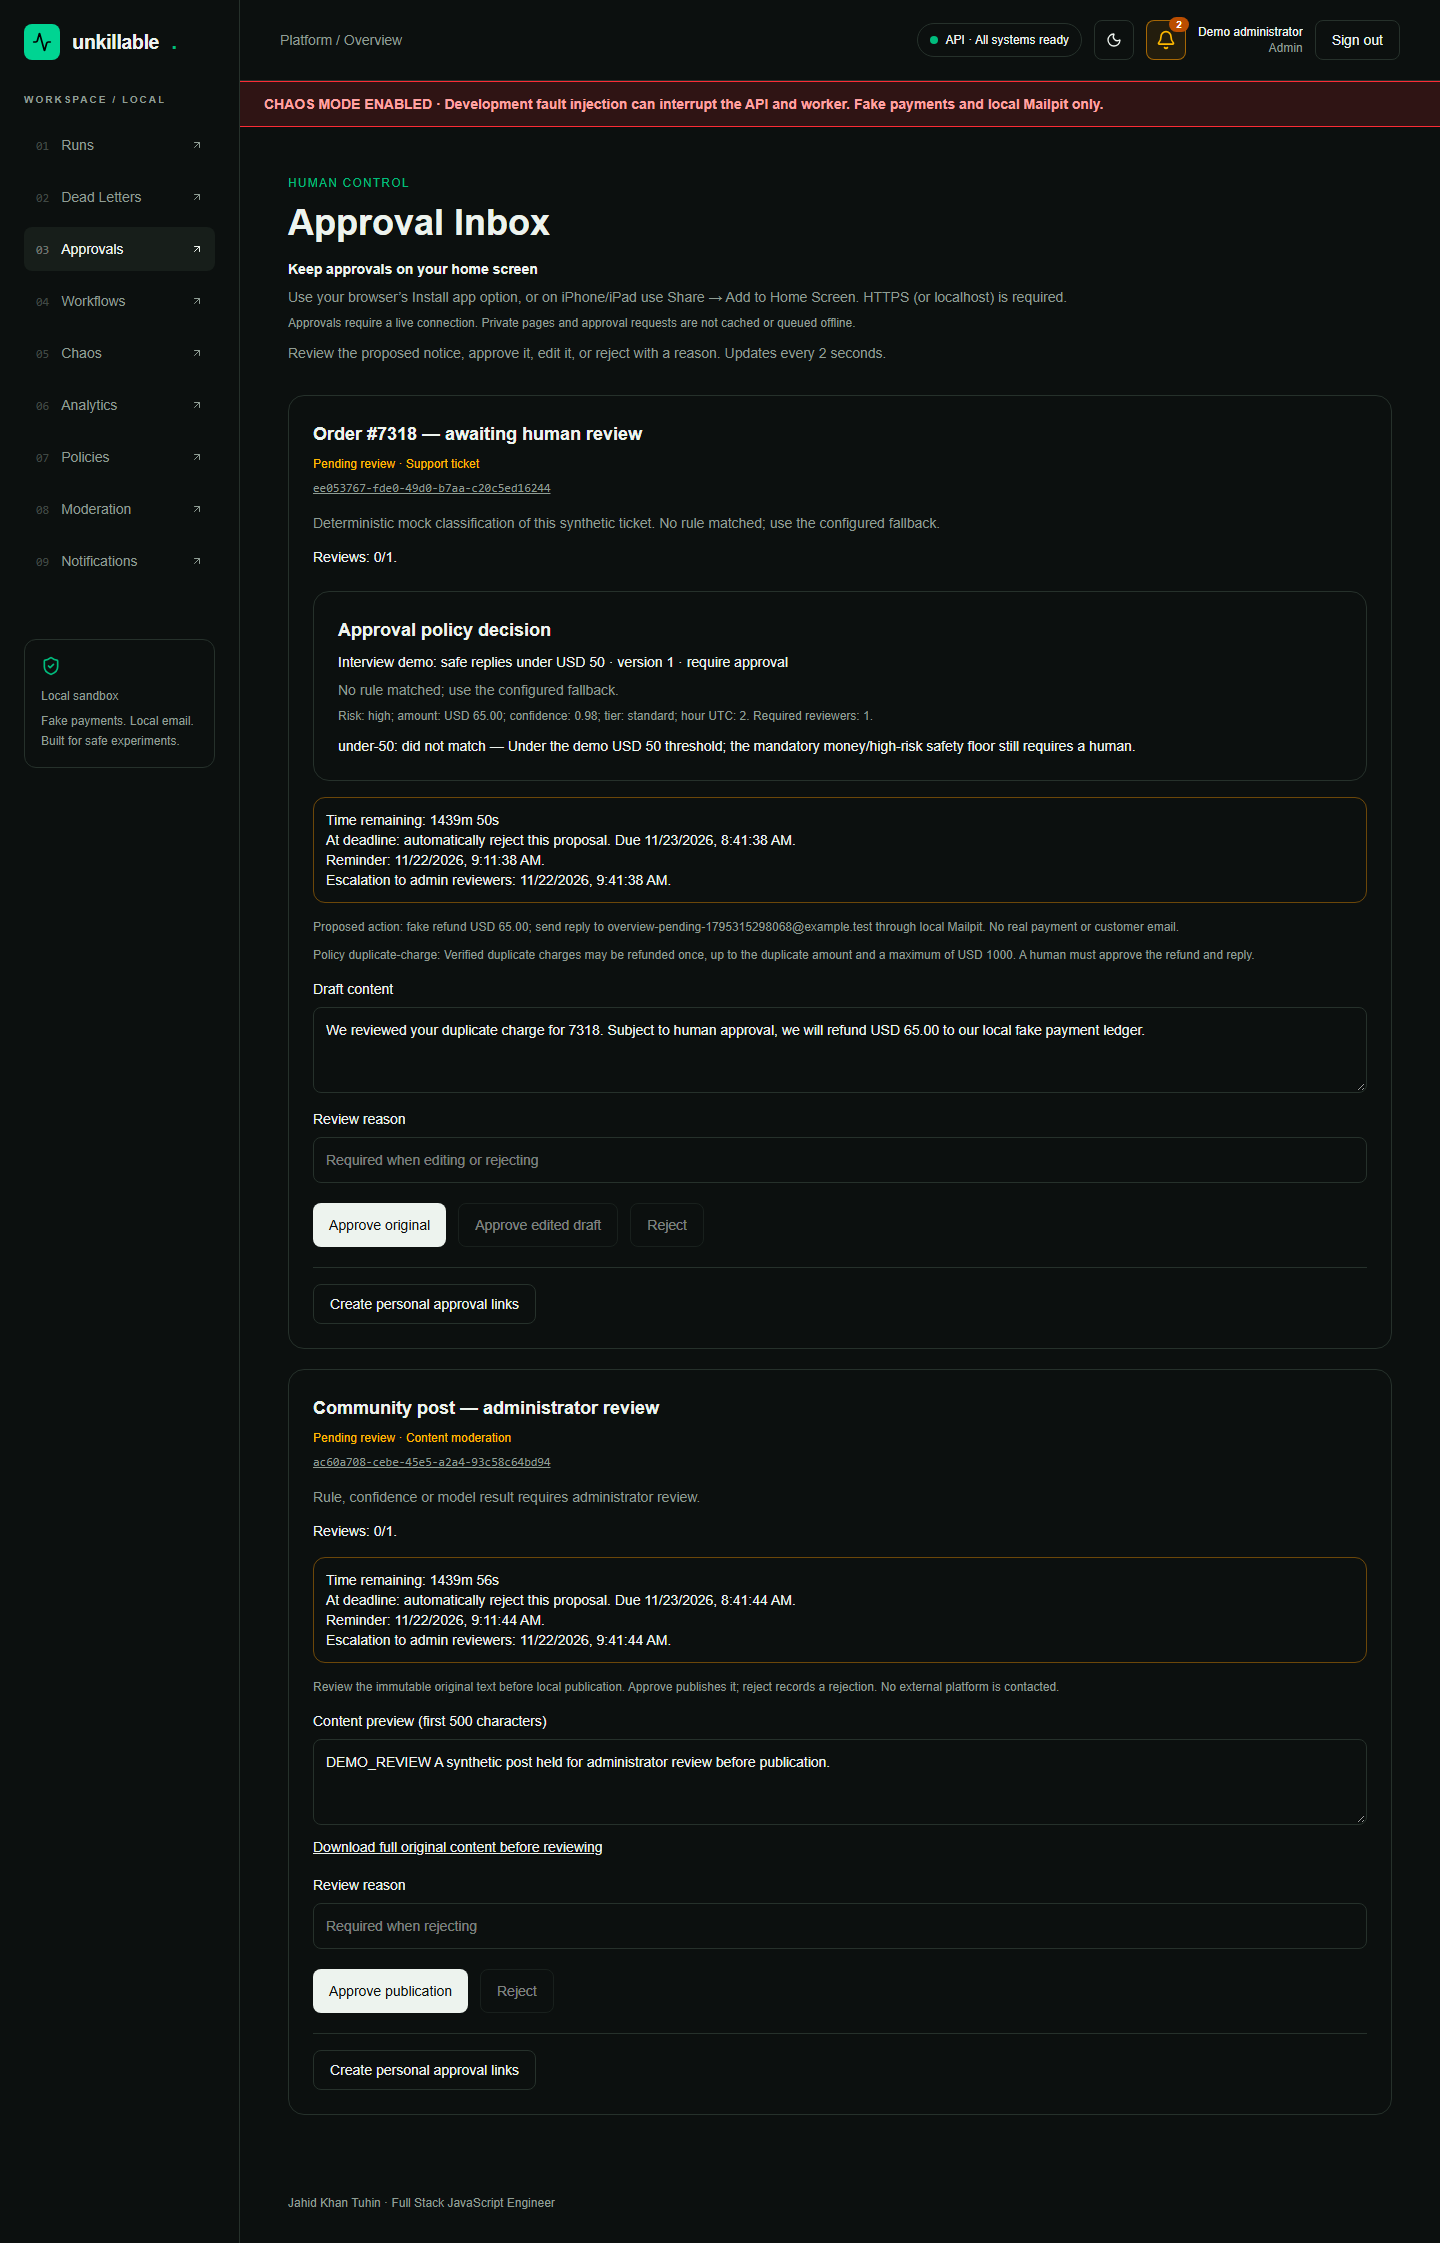 unkillable .
Platform / Overview
API · All systems ready
2
Demo administrator
Admin
Sign out
WORKSPACE / LOCAL
01 Runs
02 Dead Letters
03 Approvals
04 Workflows
05 Chaos
06 Analytics
07 Policies
08 Moderation
09 Notifications
Local sandbox
Fake payments. Local email.
Built for safe experiments.
CHAOS MODE ENABLED · Development fault injection can interrupt the API and worker. Fake payments and local Mailpit only.
HUMAN CONTROL
Approval Inbox
Keep approvals on your home screen
Use your browser’s Install app option, or on iPhone/iPad use Share → Add to Home Screen. HTTPS (or localhost) is required.
Approvals require a live connection. Private pages and approval requests are not cached or queued offline.
Review the proposed notice, approve it, edit it, or reject with a reason. Updates every 2 seconds.
Order #7318 — awaiting human review
Pending review · Support ticket
ee053767-fde0-49d0-b7aa-c20c5ed16244
Deterministic mock classification of this synthetic ticket. No rule matched; use the configured fallback.
Reviews: 0/1.
Approval policy decision
Interview demo: safe replies under USD 50 · version 1 · require approval
No rule matched; use the configured fallback.
Risk: high; amount: USD 65.00; confidence: 0.98; tier: standard; hour UTC: 2. Required reviewers: 1.
under-50: did not match — Under the demo USD 50 threshold; the mandatory money/high-risk safety floor still requires a human.
Time remaining: 1439m 50s
At deadline: automatically reject this proposal. Due 11/23/2026, 8:41:38 AM.
Reminder: 11/22/2026, 9:11:38 AM.
Escalation to admin reviewers: 11/22/2026, 9:41:38 AM.
Proposed action: fake refund USD 65.00; send reply to overview-pending-1795315298068@example.test through local Mailpit. No real payment or customer email.
Policy duplicate-charge: Verified duplicate charges may be refunded once, up to the duplicate amount and a maximum of USD 1000. A human must approve the refund and reply.
Draft content
We reviewed your duplicate charge for 7318. Subject to human approval, we will refund USD 65.00 to our local fake payment ledger.
Review reason
Required when editing or rejecting
Approve original
Approve edited draft
Reject
Create personal approval links
Community post — administrator review
Pending review · Content moderation
ac60a708-cebe-45e5-a2a4-93c58c64bd94
Rule, confidence or model result requires administrator review.
Reviews: 0/1.
Time remaining: 1439m 56s
At deadline: automatically reject this proposal. Due 11/23/2026, 8:41:44 AM.
Reminder: 11/22/2026, 9:11:44 AM.
Escalation to admin reviewers: 11/22/2026, 9:41:44 AM.
Review the immutable original text before local publication. Approve publishes it; reject records a rejection. No external platform is contacted.
Content preview (first 500 characters)
DEMO_REVIEW A synthetic post held for administrator review before publication.
Download full original content before reviewing
Review reason
Required when rejecting
Approve publication
Reject
Create personal approval links
Jahid Khan Tuhin · Full Stack JavaScript Engineer